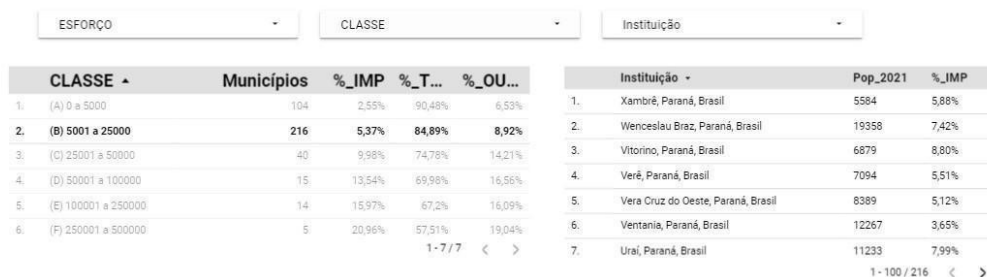 ESFORÇO
CLASSE
Instituição
CLASSE Municípios %_IMP %_T... %_OU...
1. (A) 0 a 5000 104 2,55% 90,48% 6,53%
2. (B) 5001 a 25000 216 5,37% 84,89% 8,92%
3. (C) 25001 a 50000 40 9,98% 74,78% 14,21%
4. (D) 50001 a 100000 15 13,54% 69,98% 16,56%
5. (E) 100001 a 250000 14 15,97% 67,2% 16,09%
6. (F) 250001 a 500000 5 20,96% 57,51% 19,04%
1 - 7 / 7 < >
Instituição Pop_2021 %_IMP
1. Xambrê, Paraná, Brasil 5584 5,88%
2. Wenceslau Braz, Paraná, Brasil 19358 7,42%
3. Vitorino, Paraná, Brasil 6879 8,80%
4. Verê, Paraná, Brasil 7094 5,51%
5. Vera Cruz do Oeste, Paraná, Brasil 8389 5,12%
6. Ventania, Paraná, Brasil 12267 3,65%
7. Uraí, Paraná, Brasil 11233 7,99%
1 - 100 / 216 < >